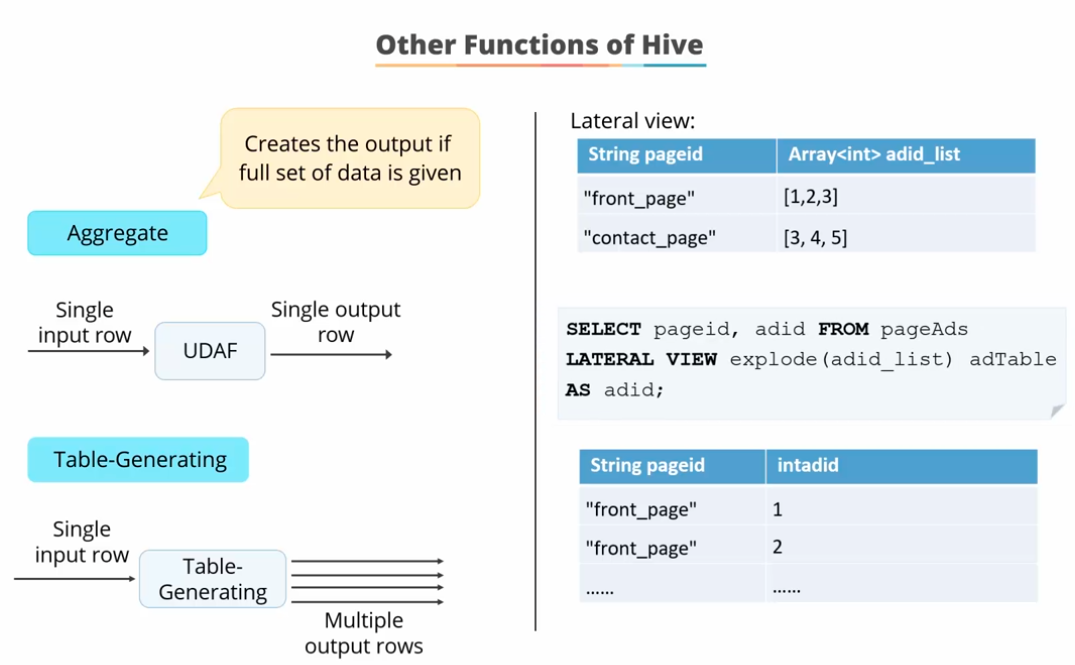 Other Functions of Hive
Creates the output if
full set of data is given
Aggregate
Single
input row
UDAF
Single output
row
Table-Generating
Single
input row
Table-
Generating
Multiple
output rows
Lateral view:
String pageid Array<int> adid_list
"front_page" [1,2,3]
"contact_page" [3, 4, 5]
SELECT pageid, adid FROM pageAds
LATERAL VIEW explode(adid_list) adTable
AS adid;
String pageid intadid
"front_page" 1
"front_page" 2
...... ......